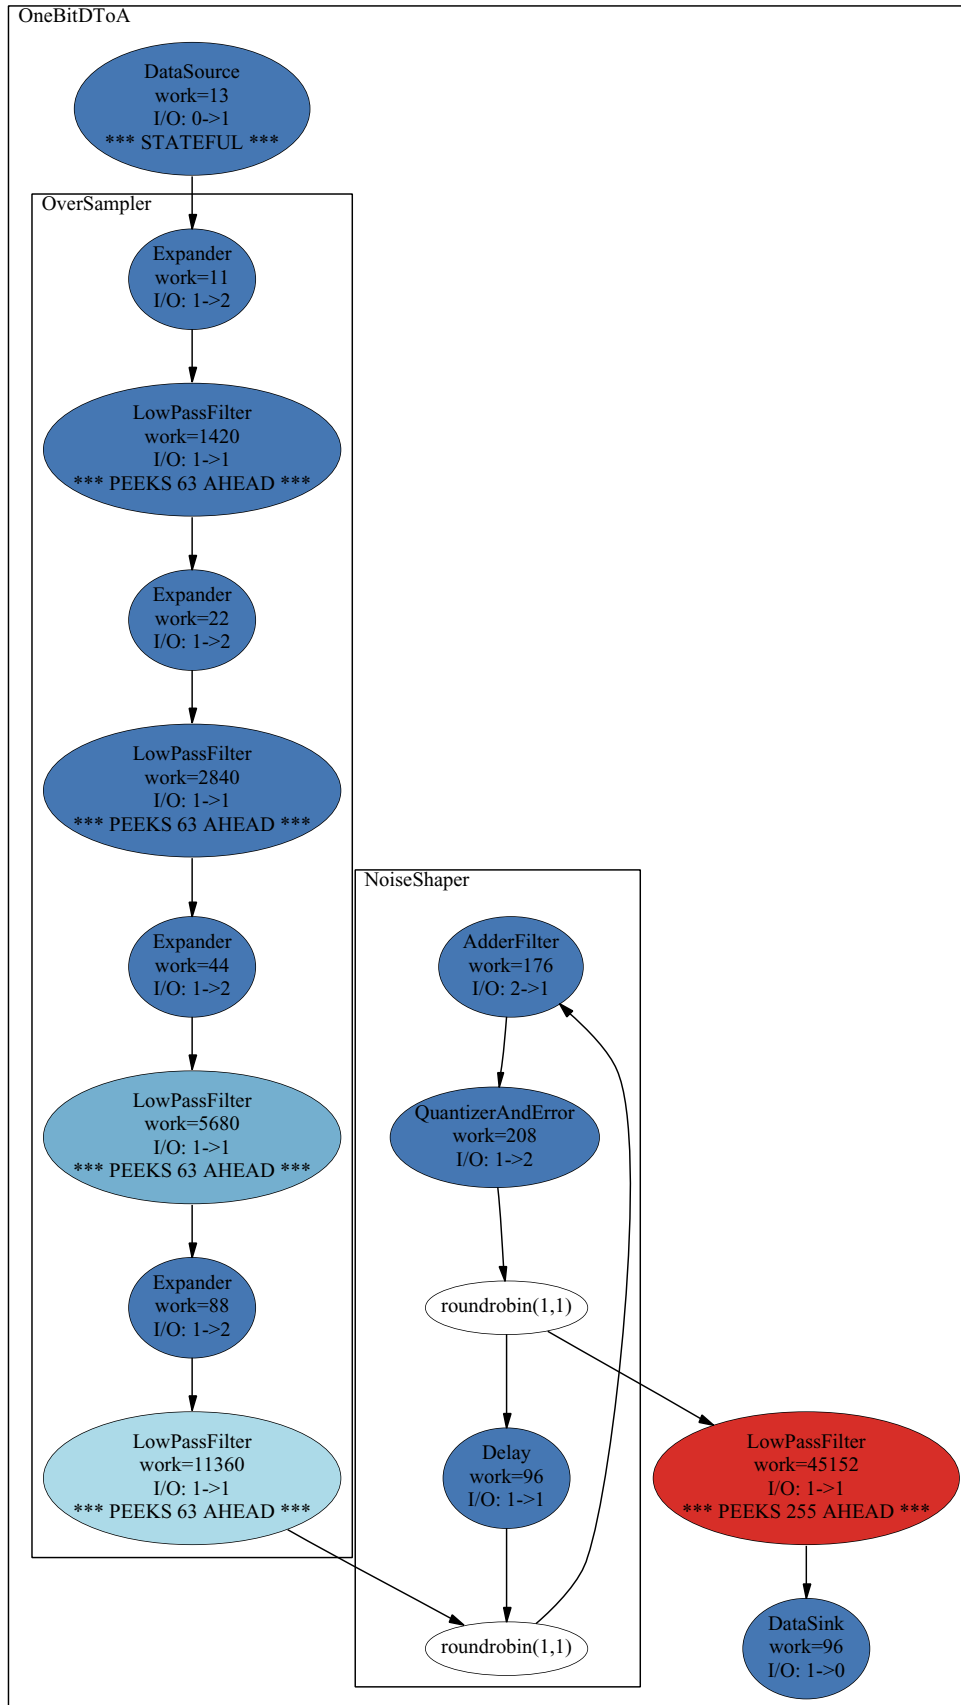 OneBitDToA
DataSource
work=13
I/O: 0->1
*** STATEFUL ***
OverSampler
Expander
work=11
I/O: 1->2
LowPassFilter
work=1420
I/O: 1->1
*** PEEKS 63 AHEAD ***
Expander
work=22
I/O: 1->2
LowPassFilter
work=2840
I/O: 1->1
*** PEEKS 63 AHEAD ***
Expander
work=44
I/O: 1->2
LowPassFilter
work=5680
I/O: 1->1
*** PEEKS 63 AHEAD ***
Expander
work=88
I/O: 1->2
LowPassFilter
work=11360
I/O: 1->1
*** PEEKS 63 AHEAD ***
NoiseShaper
AdderFilter
work=176
I/O: 2->1
QuantizerAndError
work=208
I/O: 1->2
roundrobin(1,1)
Delay
work=96
I/O: 1->1
roundrobin(1,1)
LowPassFilter
work=45152
I/O: 1->1
*** PEEKS 255 AHEAD ***
DataSink
work=96
I/O: 1->0